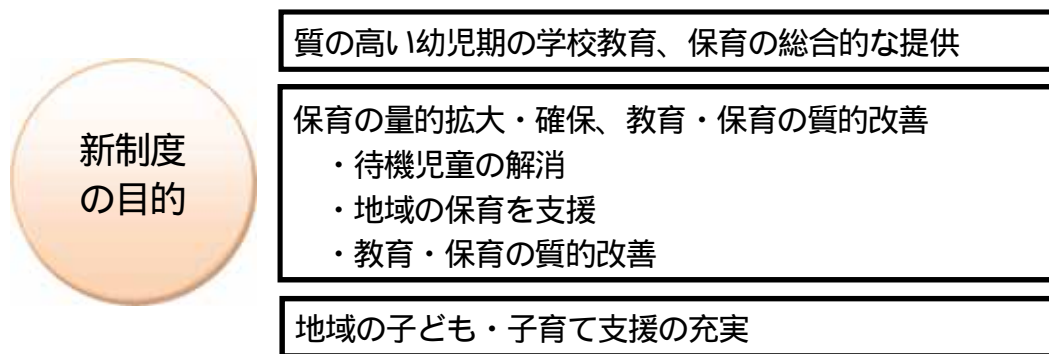 新制度
の目的
質の高い幼児期の学校教育、保育の総合的な提供
保育の量的拡大・確保、教育・保育の質的改善
・待機児童の解消
・地域の保育を支援
・教育・保育の質的改善
地域の子ども・子育て支援の充実